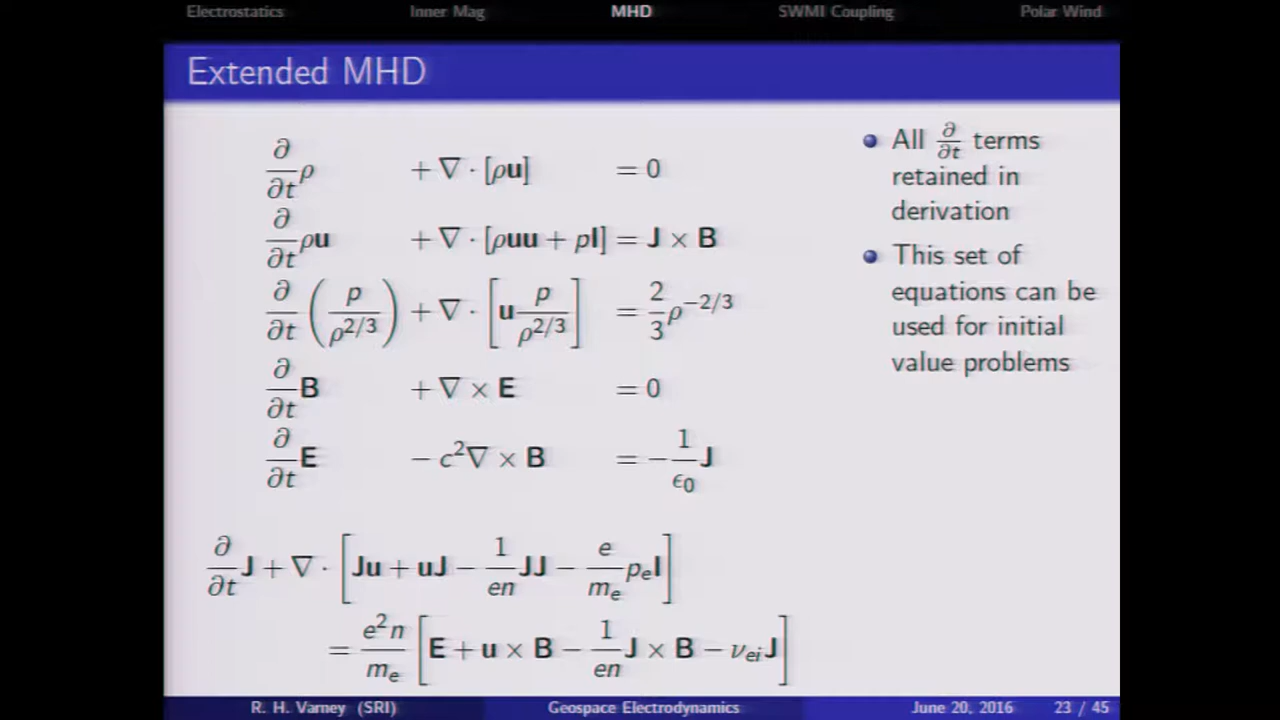 Electrostatics Inner Mag MHD SWMI Coupling Polar Wind
Extended MHD
∂/∂t ρ + ∇ · [ρu] = 0
∂/∂t ρu + ∇ · [ρuu + pI] = J × B
∂/∂t (p/ρ^{2/3}) + ∇ · [u p/ρ^{2/3}] = 2/3 ρ^{−2/3}
∂/∂t B + ∇ × E = 0
∂/∂t E − c²∇ × B = −1/ϵ₀ J
∂/∂t J + ∇ · [Ju + uJ − 1/en JJ − e/mₑ pₑI]
= e²n/mₑ [E + u × B − 1/en J × B − ν_{ei}J]
All ∂/∂t terms
retained in
derivation
This set of
equations can be
used for initial
value problems
R. H. Varney (SRI) Geospace Electrodynamics June 20, 2016 23 / 45